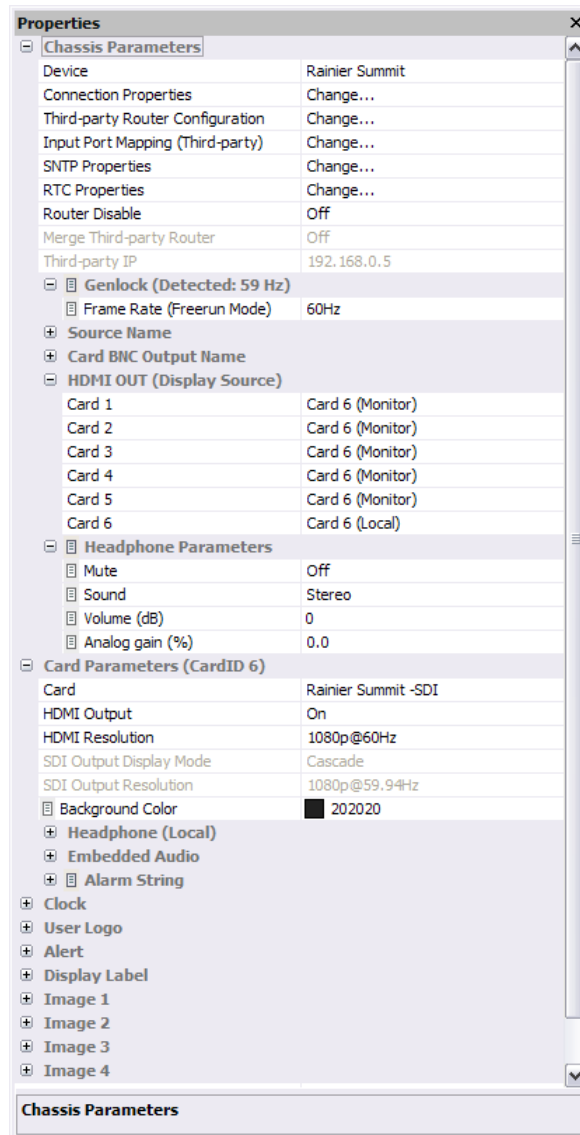 Properties
Chassis Parameters
Device Rainier Summit
Connection Properties Change...
Third-party Router Configuration Change...
Input Port Mapping (Third-party) Change...
SNTP Properties Change...
RTC Properties Change...
Router Disable Off
Merge Third-party Router Off
Third-party IP 192.168.0.5
Genlock (Detected: 59 Hz)
Frame Rate (Freerun Mode) 60Hz
Source Name
Card BNC Output Name
HDMI OUT (Display Source)
Card 1 Card 6 (Monitor)
Card 2 Card 6 (Monitor)
Card 3 Card 6 (Monitor)
Card 4 Card 6 (Monitor)
Card 5 Card 6 (Monitor)
Card 6 Card 6 (Local)
Headphone Parameters
Mute Off
Sound Stereo
Volume (dB) 0
Analog gain (%) 0.0
Card Parameters (CardID 6)
Card Rainier Summit -SDI
HDMI Output On
HDMI Resolution 1080p@60Hz
SDI Output Display Mode Cascade
SDI Output Resolution 1080p@59.94Hz
Background Color 202020
Headphone (Local)
Embedded Audio
Alarm String
Clock
User Logo
Alert
Display Label
Image 1
Image 2
Image 3
Image 4
Chassis Parameters